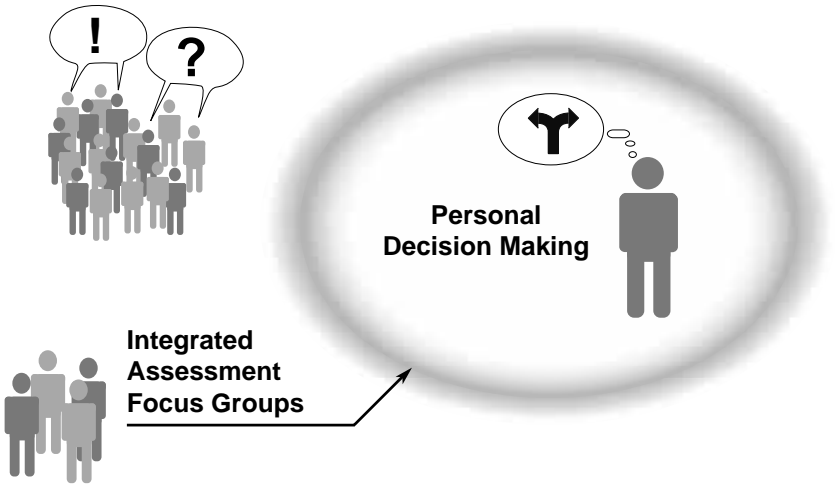 !
?
Personal
Decision Making
Integrated
Assessment
Focus Groups